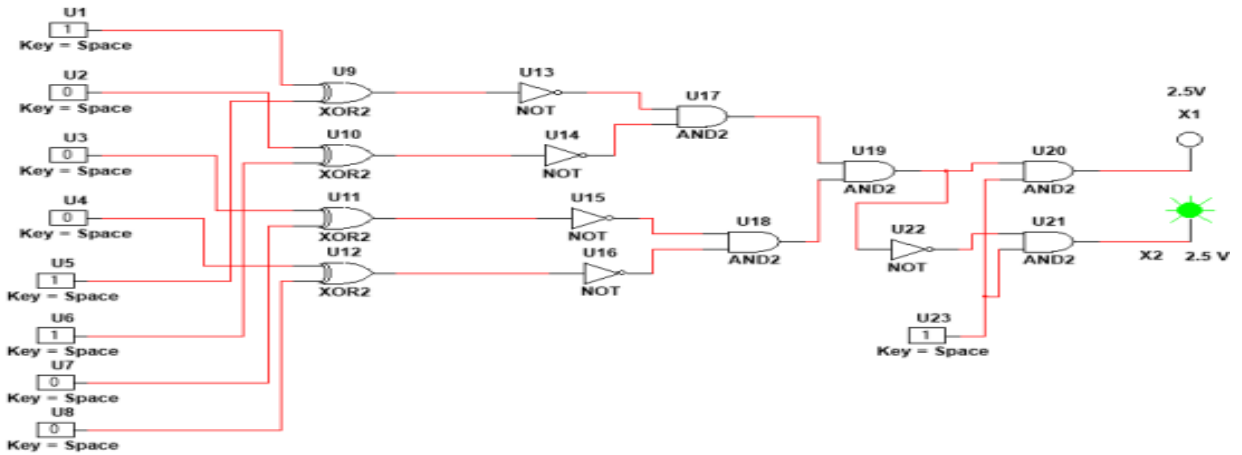 U1
1
Key = Space
U2
0
Key = Space
U3
0
Key = Space
U4
0
Key = Space
U5
1
Key = Space
U6
1
Key = Space
U7
0
Key = Space
U8
0
Key = Space
U9
XOR2
U10
XOR2
U11
XOR2
U12
XOR2
U13
NOT
U14
NOT
U15
NOT
U16
NOT
U17
AND2
U18
AND2
U19
AND2
U22
NOT
U20
AND2
U21
AND2
U23
1
Key = Space
2.5V
X1
X2 2.5 V